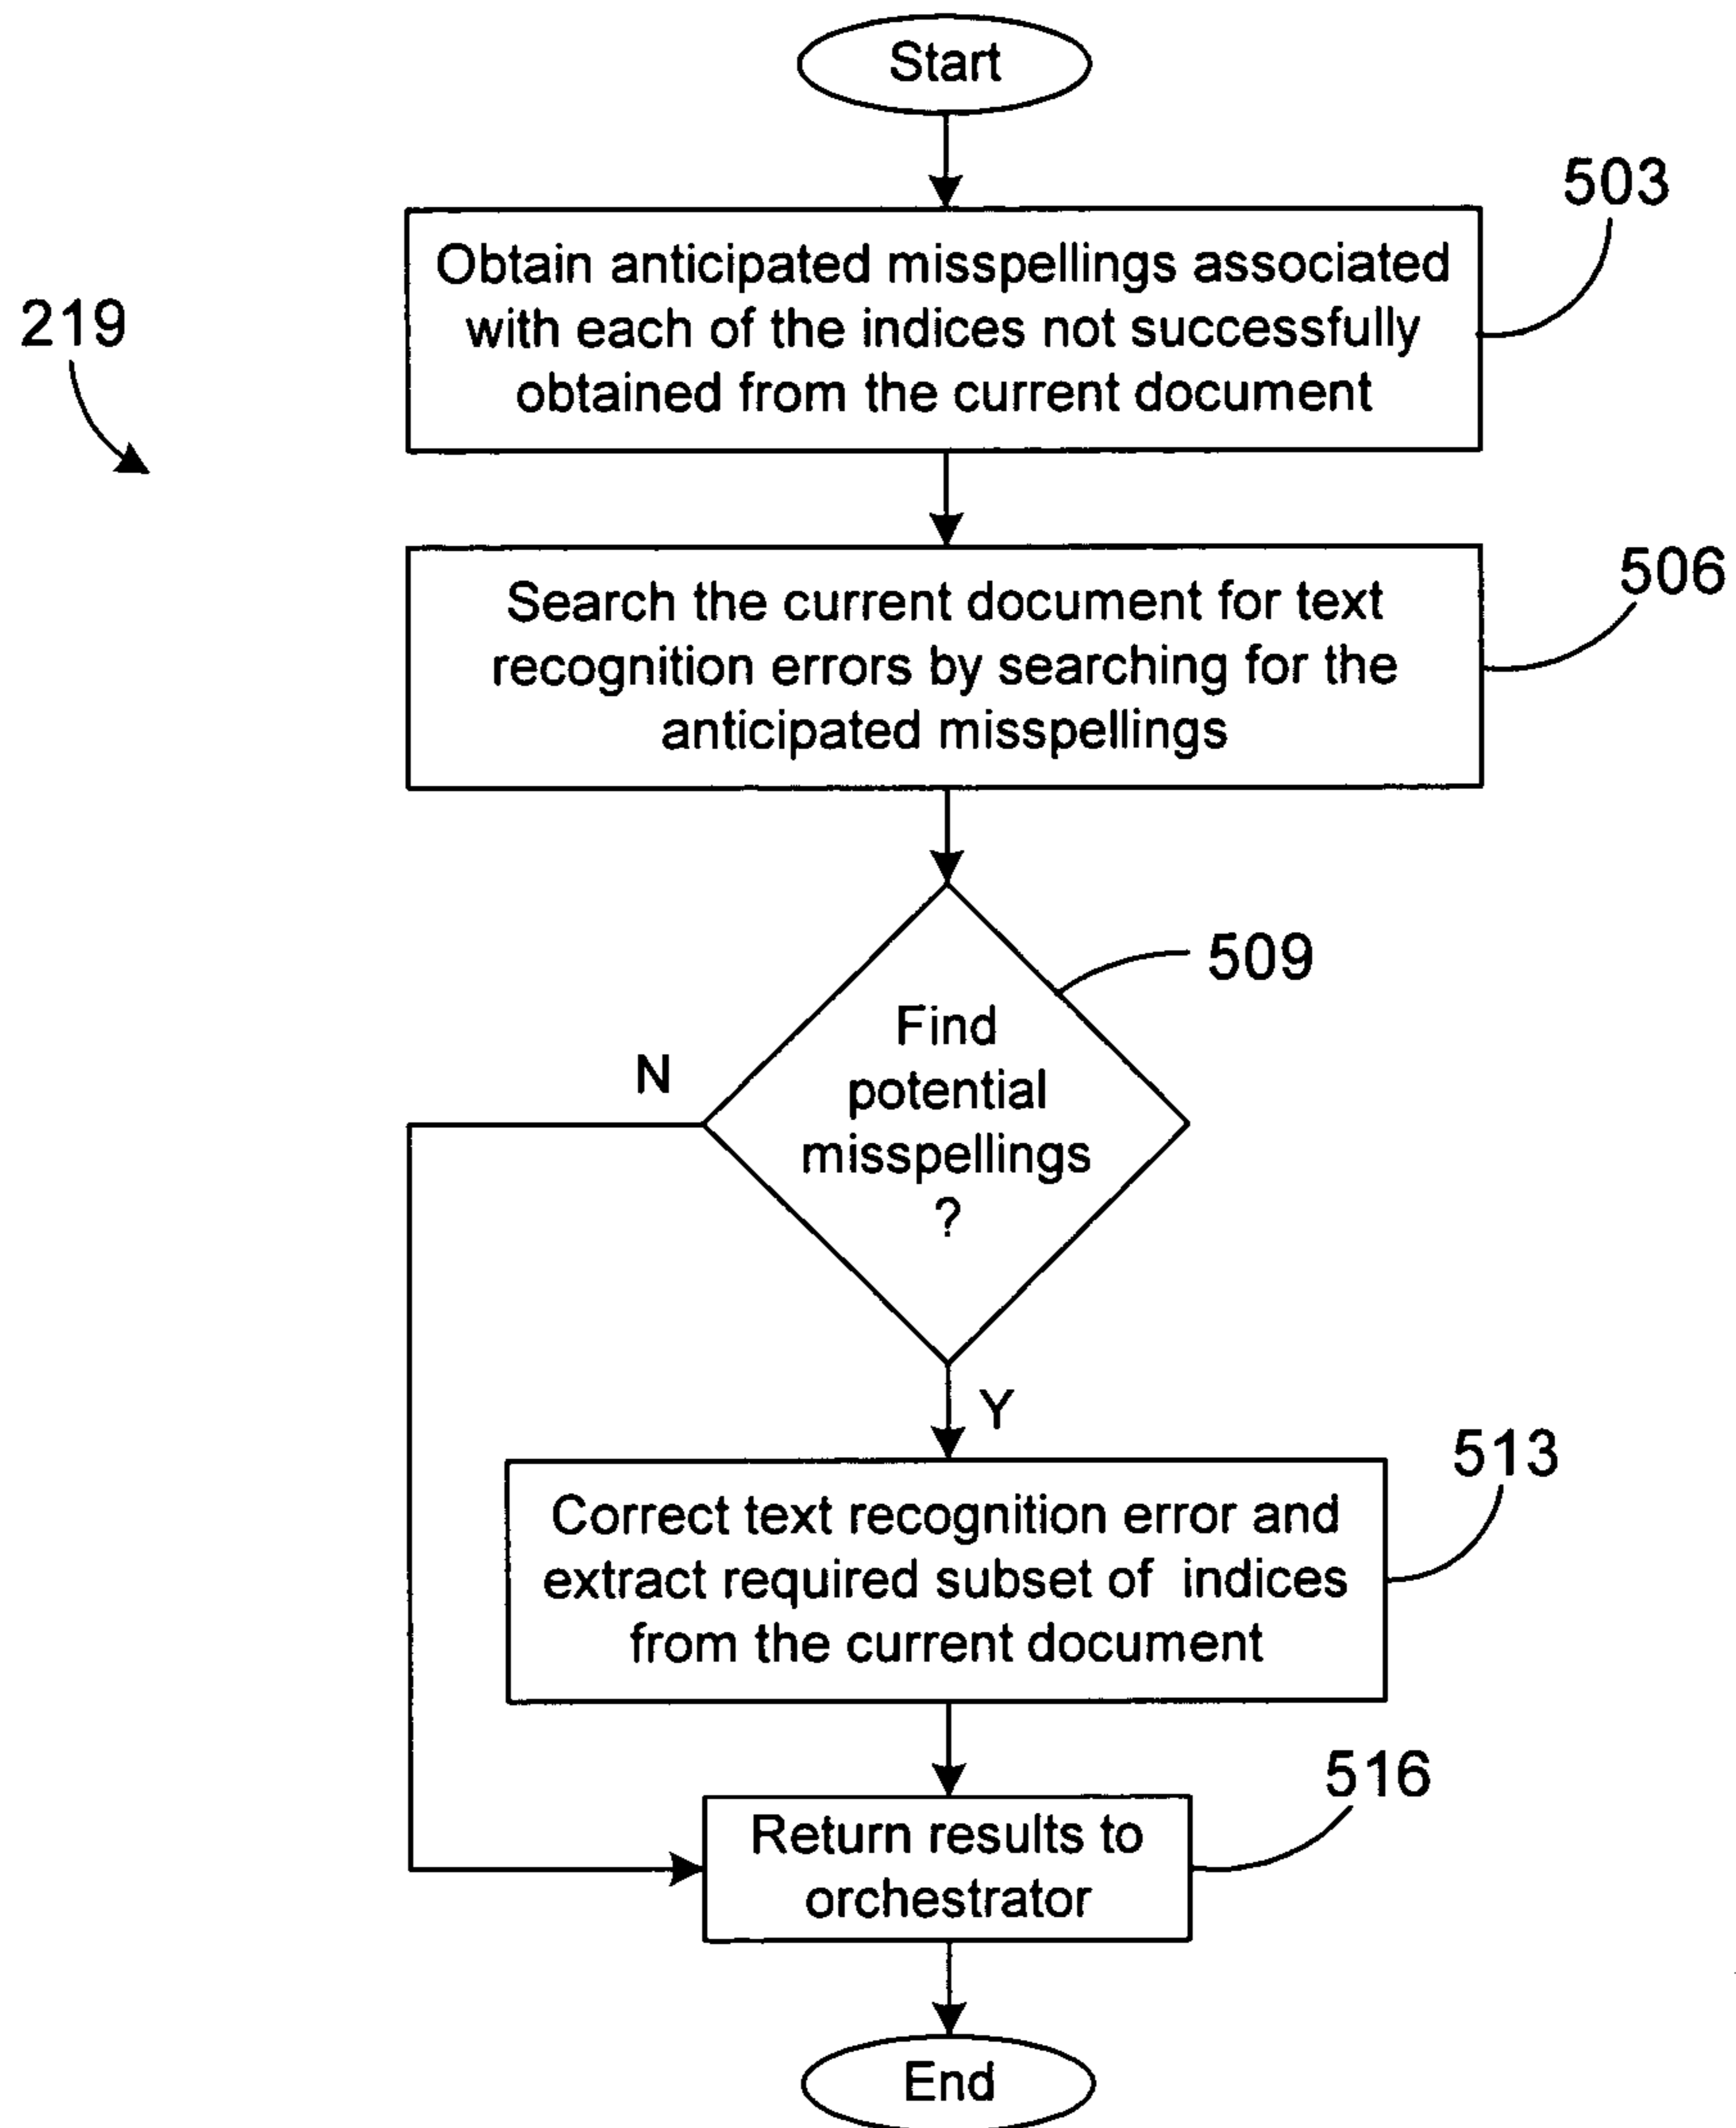 Start
503
Obtain anticipated misspellings associated
with each of the indices not successfully
obtained from the current document
219
506
Search the current document for text
recognition errors by searching for the
anticipated misspellings
509
Find
potential
misspellings
?
N
Y
513
Correct text recognition error and
extract required subset of indices
from the current document
516
Return results to
orchestrator
End